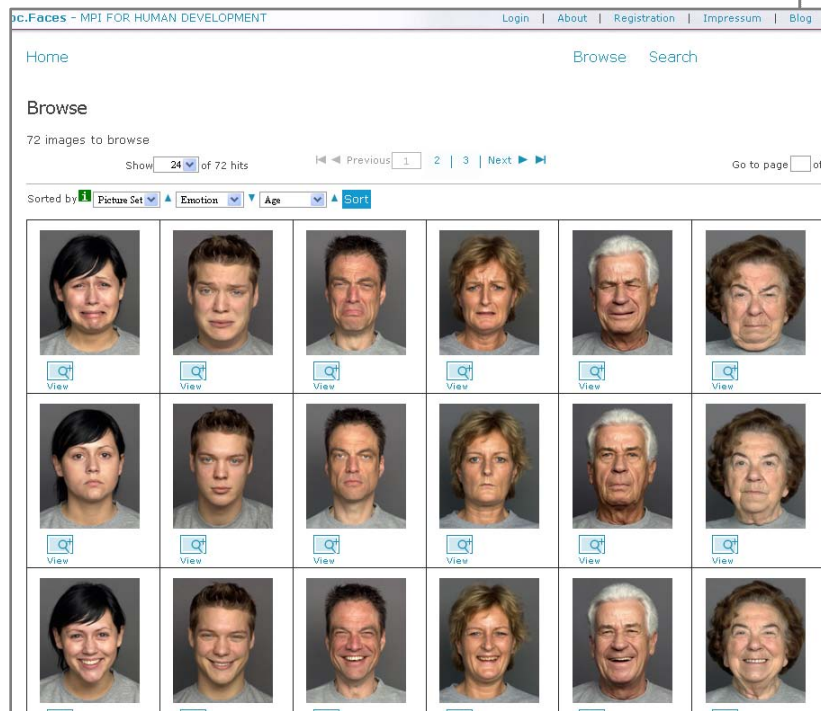 oc.Faces - MPI FOR HUMAN DEVELOPMENT Login | About | Registration | Impressum | Blog
Home Browse Search
Browse
72 images to browse
Show 24 of 72 hits Previous 1 2 | 3 | Next Go to page of
Sorted by i Picture Set Emotion Age Sort
View View View View View View
View View View View View View